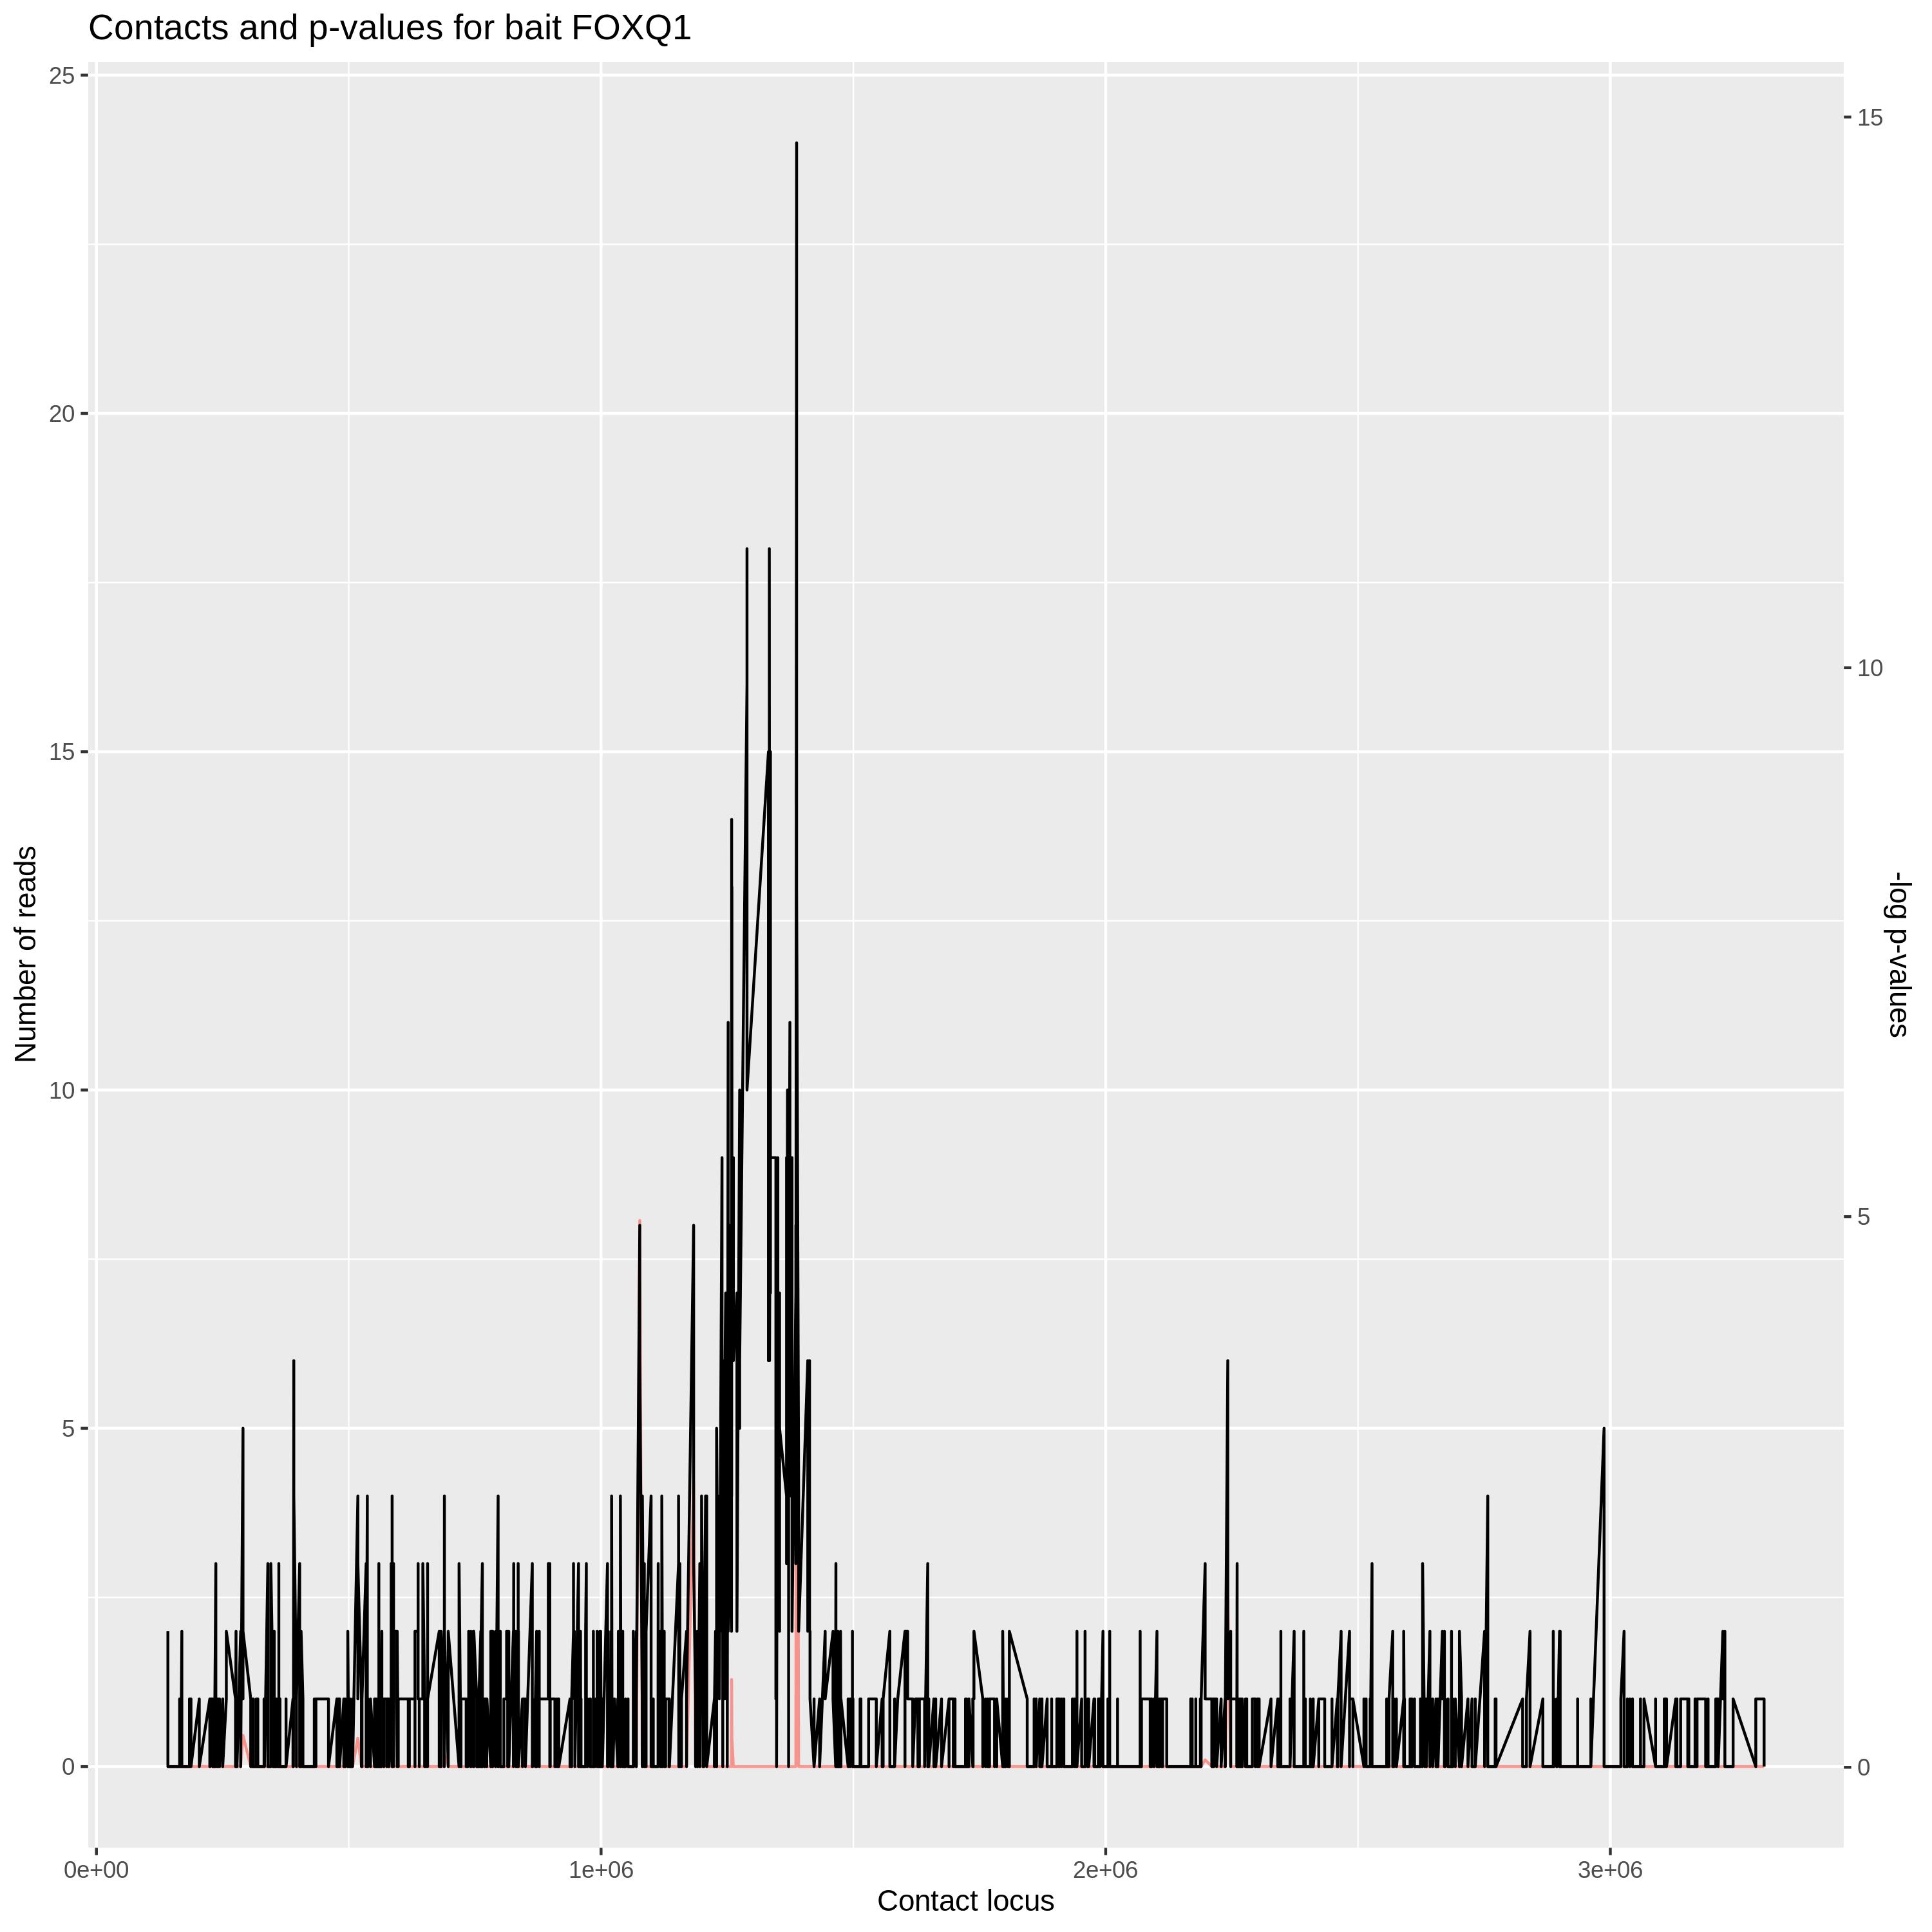 Contacts and p-values for bait FOXQ1
25
20
15
10
5
0
Number of reads
15
10
5
0
-log p-values
0e+00
1e+06
2e+06
3e+06
Contact locus